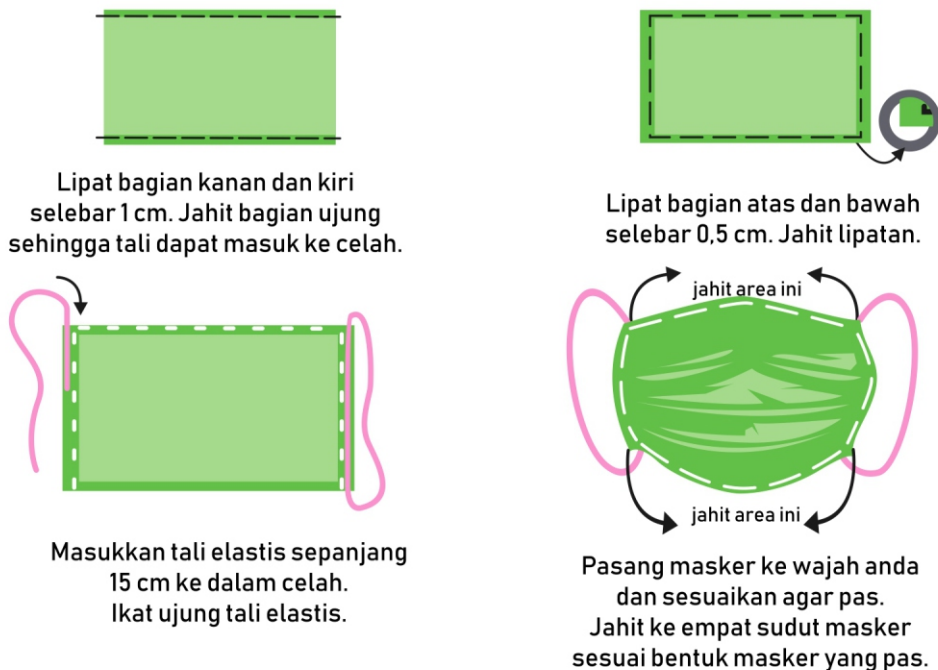 Lipat bagian kanan dan kiri
selebar 1 cm. Jahit bagian ujung
sehingga tali dapat masuk ke celah.
Lipat bagian atas dan bawah
selebar 0,5 cm. Jahit lipatan.
Masukkan tali elastis sepanjang
15 cm ke dalam celah.
Ikat ujung tali elastis.
jahit area ini
jahit area ini
Pasang masker ke wajah anda
dan sesuaikan agar pas.
Jahit ke empat sudut masker
sesuai bentuk masker yang pas.